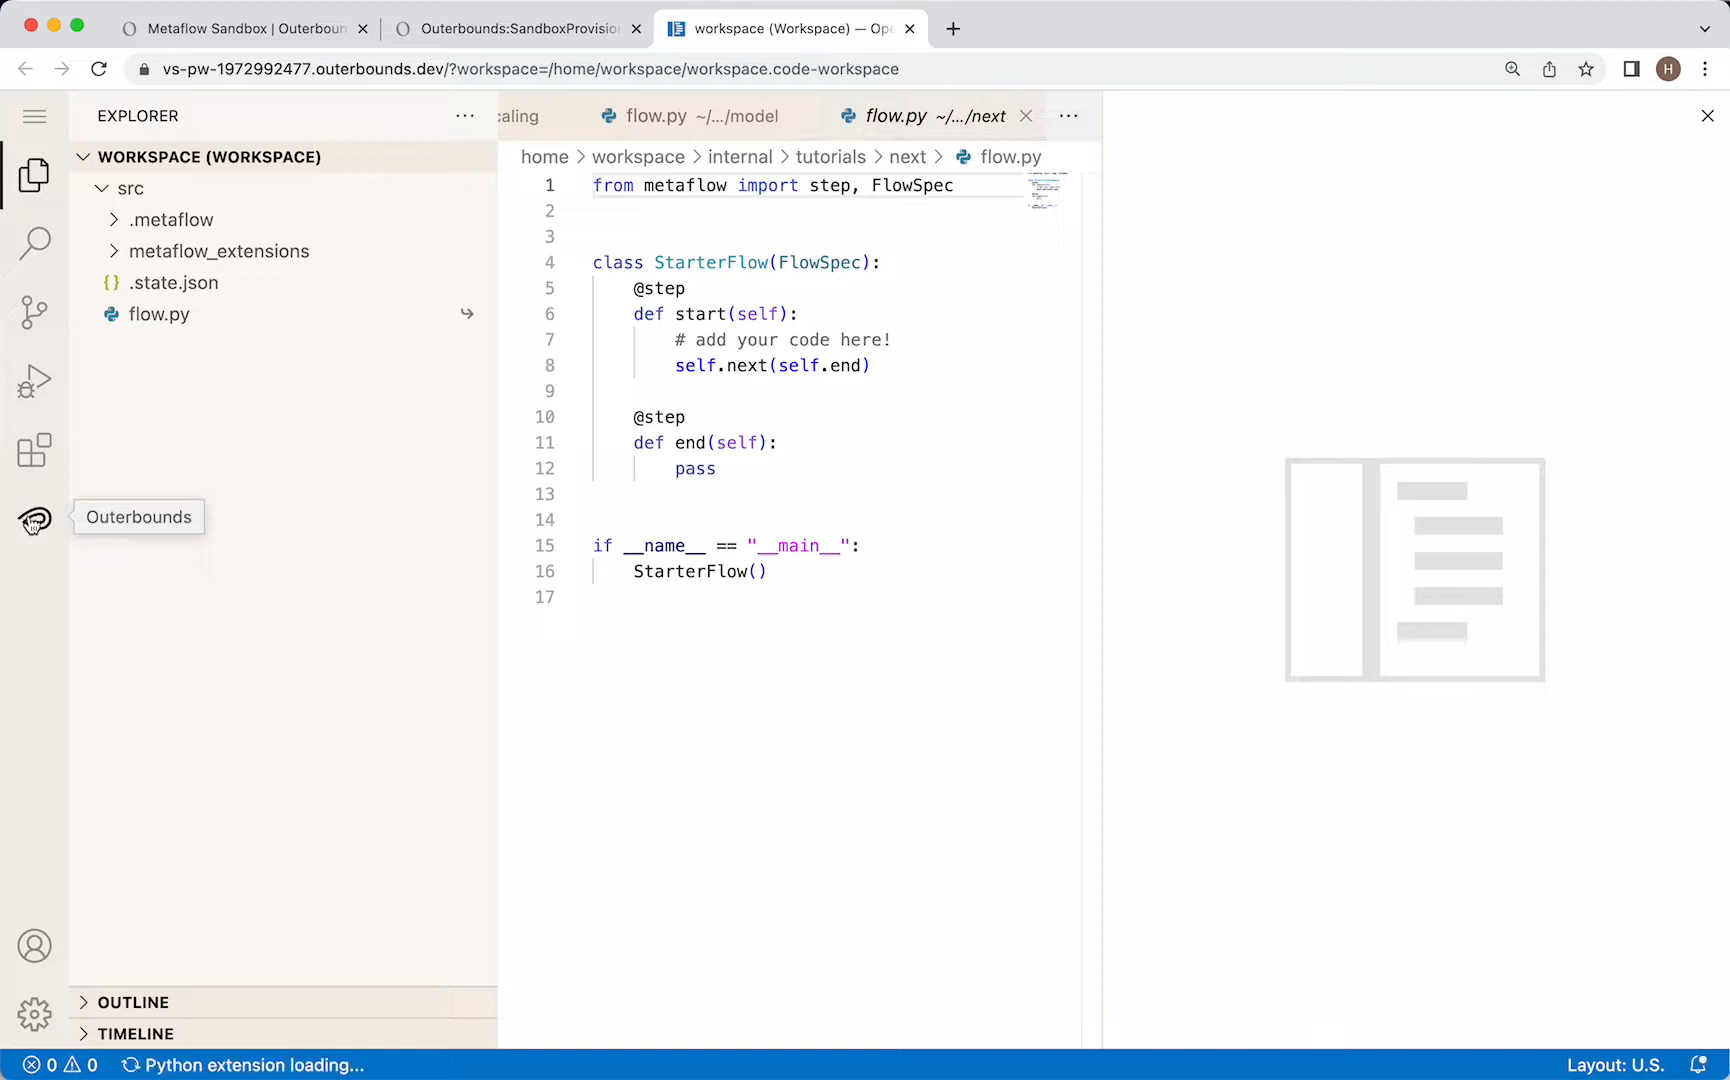 Metaflow Sandbox | Outerboun
Outerbounds:SandboxProvisio
workspace (Workspace) — Ope
vs-pw-1972992477.outerbounds.dev/?workspace=/home/workspace/workspace.code-workspace
H
EXPLORER
WORKSPACE (WORKSPACE)
src
.metaflow
metaflow_extensions
{} .state.json
flow.py
Outerbounds
OUTLINE
TIMELINE
caling
flow.py ~/.../model
flow.py ~/.../next
home > workspace > internal > tutorials > next > flow.py
1 from metaflow import step, FlowSpec
2
3
4 class StarterFlow(FlowSpec):
5 @step
6 def start(self):
7 # add your code here!
8 self.next(self.end)
9
10 @step
11 def end(self):
12 pass
13
14
15 if __name__ == "__main__":
16 StarterFlow()
17
0 0 Python extension loading...
Layout: U.S.